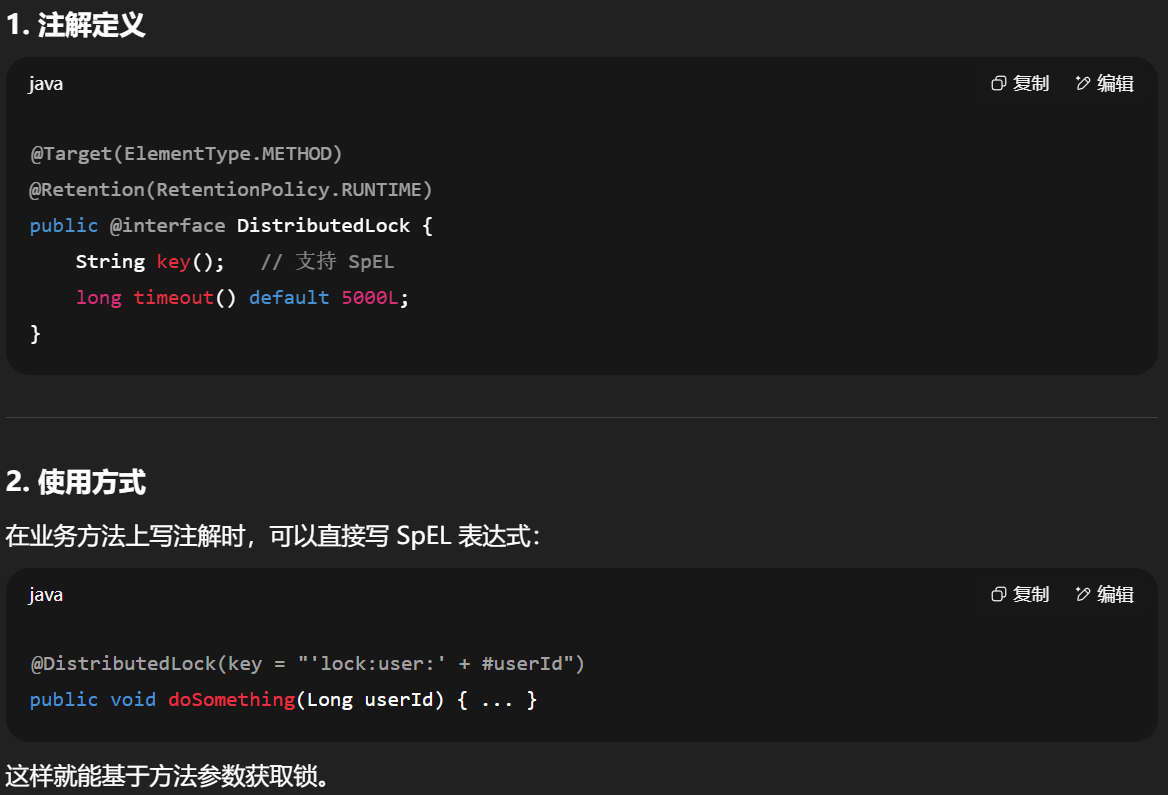 1. 注解定义
java
复制
编辑
@Target(ElementType.METHOD)
@Retention(RetentionPolicy.RUNTIME)
public @interface DistributedLock {
    String key();   // 支持 SpEL
    long timeout() default 5000L;
}
2. 使用方式
在业务方法上写注解时，可以直接写 SpEL 表达式：
java
复制
编辑
@DistributedLock(key = "'lock:user:' + #userId")
public void doSomething(Long userId) { ... }
这样就能基于方法参数获取锁。